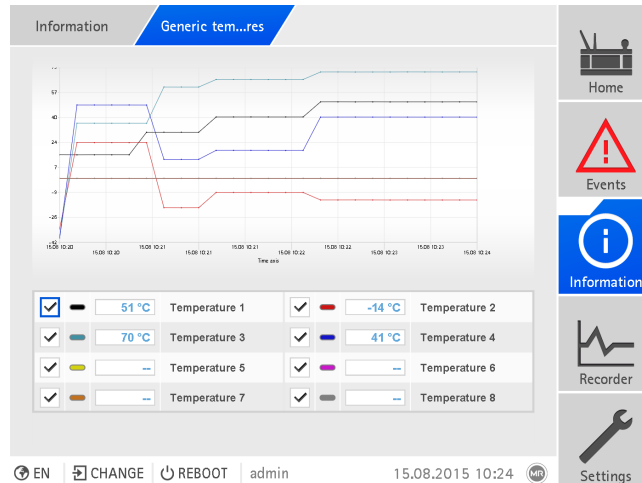 Information
Generic tem...res
Home
Events
Information
Recorder
Settings
57
40
24
7
-9
-26
-42
15.08 10:20
15.08 10:20
15.08 10:21
15.08 10:21
15.08 10:21
15.08 10:22
15.08 10:22
15.08 10:23
15.08 10:23
15.08 10:24
Time axis
51 °C Temperature 1
-14 °C Temperature 2
70 °C Temperature 3
41 °C Temperature 4
-- Temperature 5
-- Temperature 6
-- Temperature 7
-- Temperature 8
EN CHANGE REBOOT admin 15.08.2015 10:24 MR